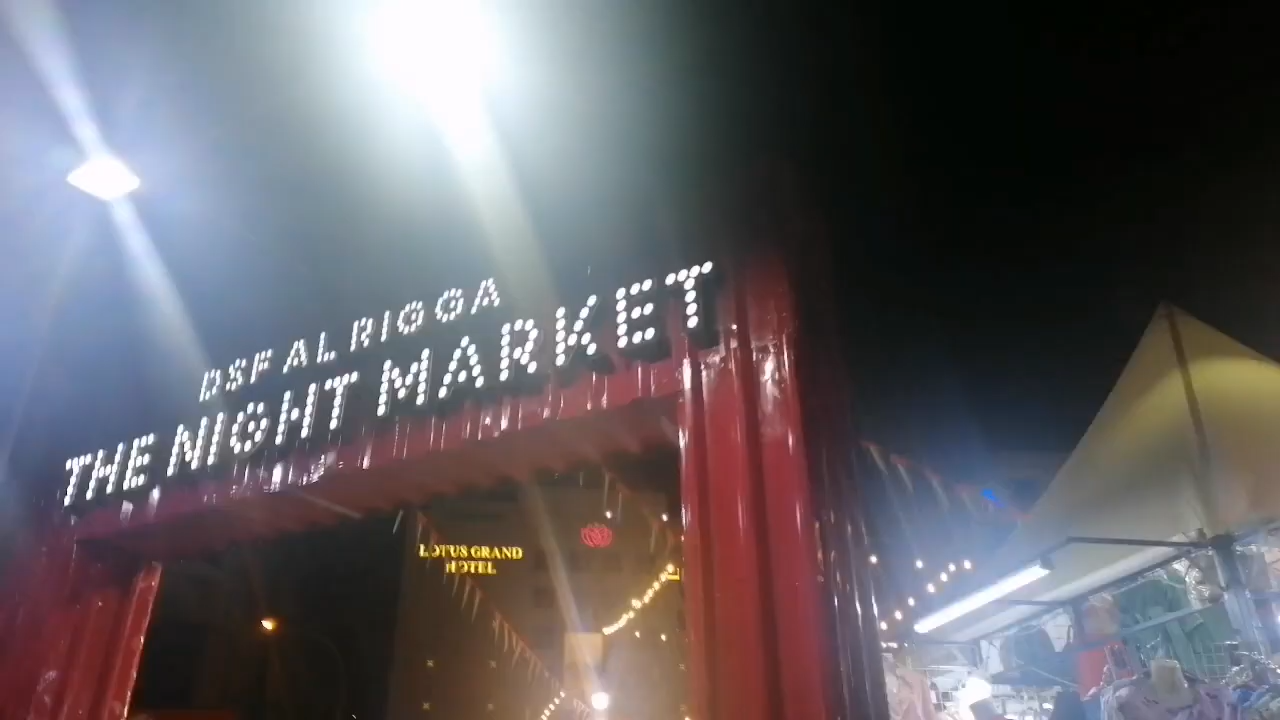 DSF AL RIGGA
THE NIGHT MARKET
LOTUS GRAND
HOTEL